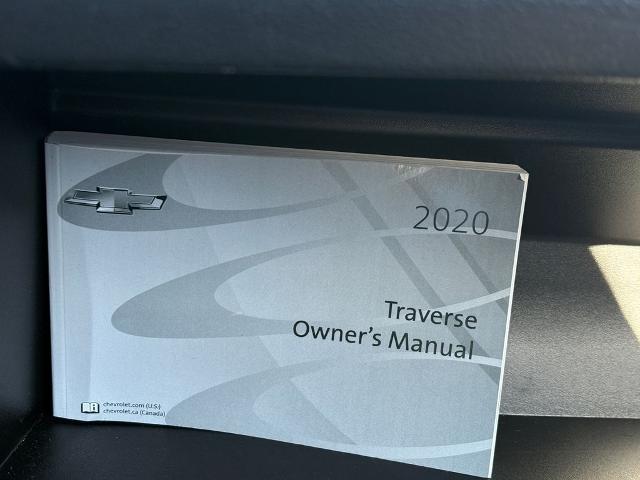 2020
Traverse
Owner's Manual
chevrolet.com (U.S.)
chevrolet.ca (Canada)